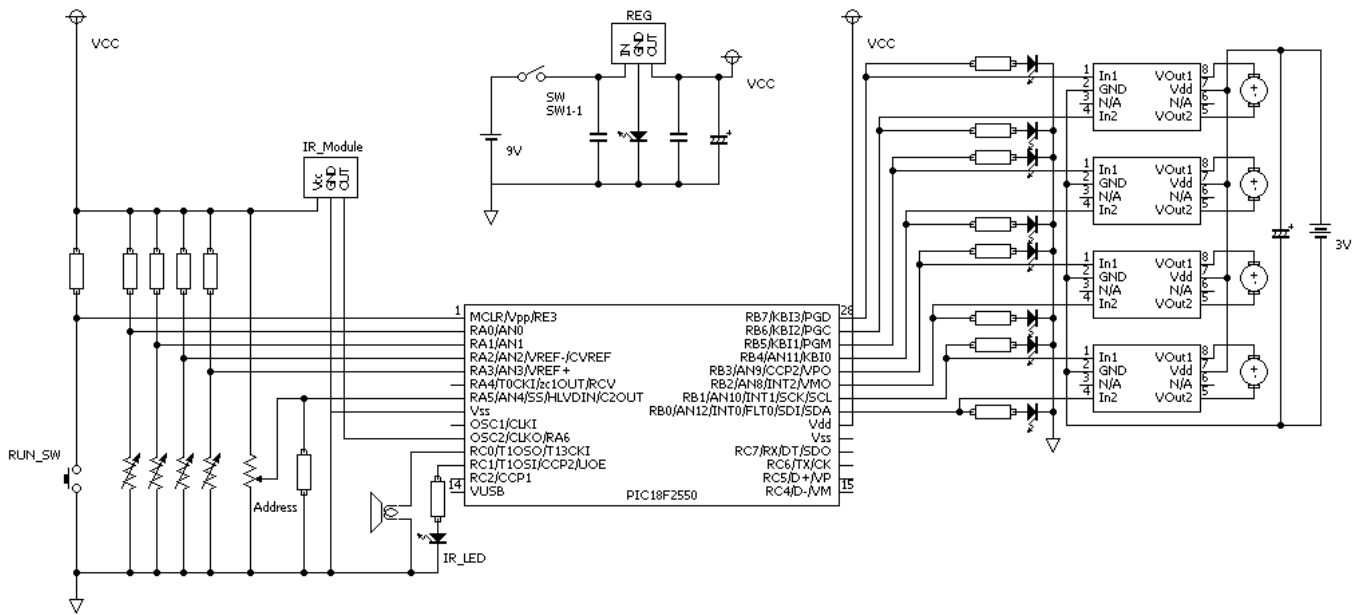 VCC
REG
IN
GND
OUT
VCC
SW
SW1-1
9V
VCC
IR_Module
Vcc
GND
OUT
RUN_SW
Address
IR_LED
1
14
28
15
MCLR/Vpp/RE3
RA0/AN0
RA1/AN1
RA2/AN2/VREF-/CVREF
RA3/AN3/VREF+
RA4/T0CKI/zc1OUT/RCV
RA5/AN4/SS/HLVDIN/C2OUT
Vss
OSC1/CLKI
OSC2/CLKO/RA6
RC0/T1OSO/T13CKI
RC1/T1OSI/CCP2/UOE
RC2/CCP1
VUSB
RB7/KBI3/PGD
RB6/KBI2/PGC
RB5/KBI1/PGM
RB4/AN11/KBI0
RB3/AN9/CCP2/VPO
RB2/AN8/INT2/VMO
RB1/AN10/INT1/SCK/SCL
RB0/AN12/INT0/FLT0/SDI/SDA
Vdd
Vss
RC7/RX/DT/SDO
RC6/TX/CK
RC5/D+/VP
RC4/D-/VM
PIC18F2550
1 In1 VOut1 8
2 GND Vdd 7
3 N/A N/A 6
4 In2 VOut2 5
1 In1 VOut1 8
2 GND Vdd 7
3 N/A N/A 6
4 In2 VOut2 5
1 In1 VOut1 8
2 GND Vdd 7
3 N/A N/A 6
4 In2 VOut2 5
1 In1 VOut1 8
2 GND Vdd 7
3 N/A N/A 6
4 In2 VOut2 5
3V